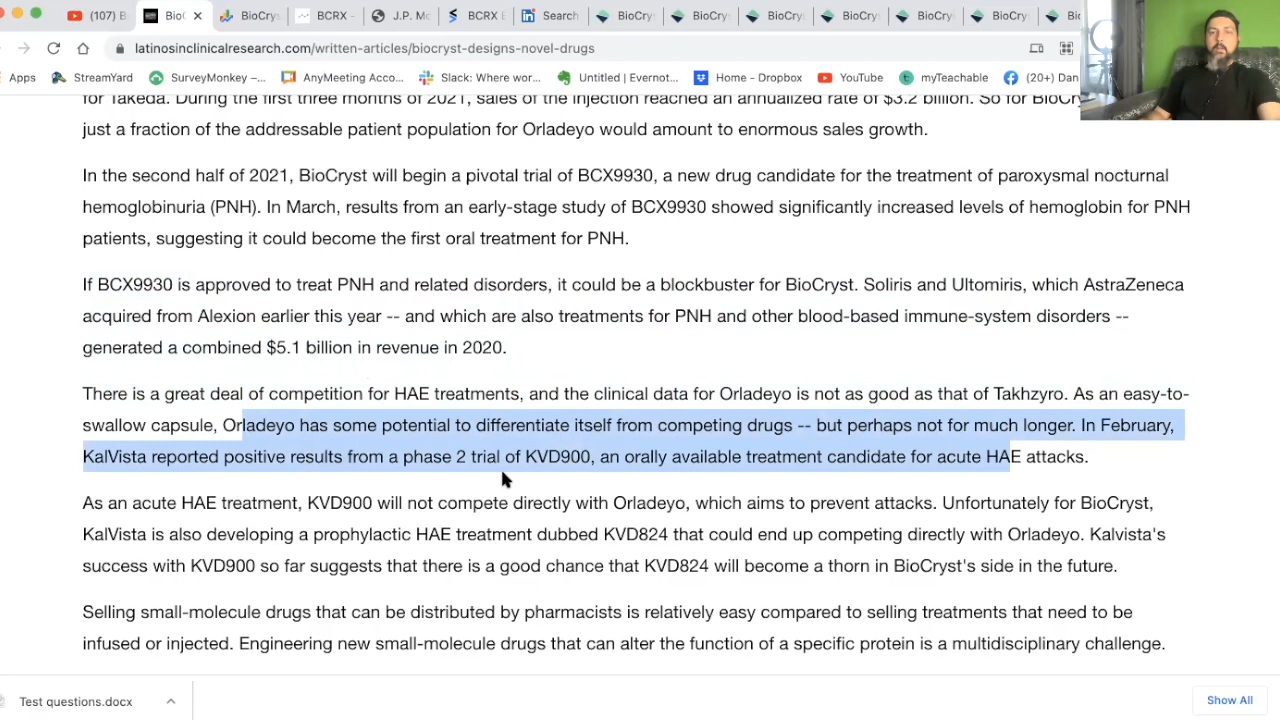 (107) B
BioC
BioCrys
BCRX -
J.P. Mo
BCRX E
Search
BioCry
BioCry
BioCry
BioCry
BioCry
BioCry
Bi
latinosinclinicalresearch.com/written-articles/biocryst-designs-novel-drugs
Apps
StreamYard
SurveyMonkey –...
AnyMeeting Acco...
Slack: Where wor...
Untitled | Evernot...
Home - Dropbox
YouTube
myTeachable
(20+) Dan
for Takeda. During the first three months of 2021, sales of the injection reached an annualized rate of $3.2 billion. So for BioCry
just a fraction of the addressable patient population for Orladeyo would amount to enormous sales growth.
In the second half of 2021, BioCryst will begin a pivotal trial of BCX9930, a new drug candidate for the treatment of paroxysmal nocturnal
hemoglobinuria (PNH). In March, results from an early-stage study of BCX9930 showed significantly increased levels of hemoglobin for PNH
patients, suggesting it could become the first oral treatment for PNH.
If BCX9930 is approved to treat PNH and related disorders, it could be a blockbuster for BioCryst. Soliris and Ultomiris, which AstraZeneca
acquired from Alexion earlier this year -- and which are also treatments for PNH and other blood-based immune-system disorders --
generated a combined $5.1 billion in revenue in 2020.
There is a great deal of competition for HAE treatments, and the clinical data for Orladeyo is not as good as that of Takhzyro. As an easy-to-
swallow capsule, Orladeyo has some potential to differentiate itself from competing drugs -- but perhaps not for much longer. In February,
KalVista reported positive results from a phase 2 trial of KVD900, an orally available treatment candidate for acute HAE attacks.
As an acute HAE treatment, KVD900 will not compete directly with Orladeyo, which aims to prevent attacks. Unfortunately for BioCryst,
KalVista is also developing a prophylactic HAE treatment dubbed KVD824 that could end up competing directly with Orladeyo. Kalvista's
success with KVD900 so far suggests that there is a good chance that KVD824 will become a thorn in BioCryst's side in the future.
Selling small-molecule drugs that can be distributed by pharmacists is relatively easy compared to selling treatments that need to be
infused or injected. Engineering new small-molecule drugs that can alter the function of a specific protein is a multidisciplinary challenge.
Test questions.docx
Show All